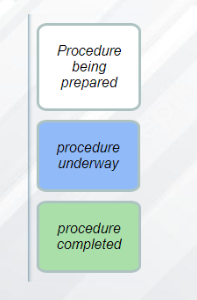 Procedure
being
prepared
procedure
underway
procedure
completed